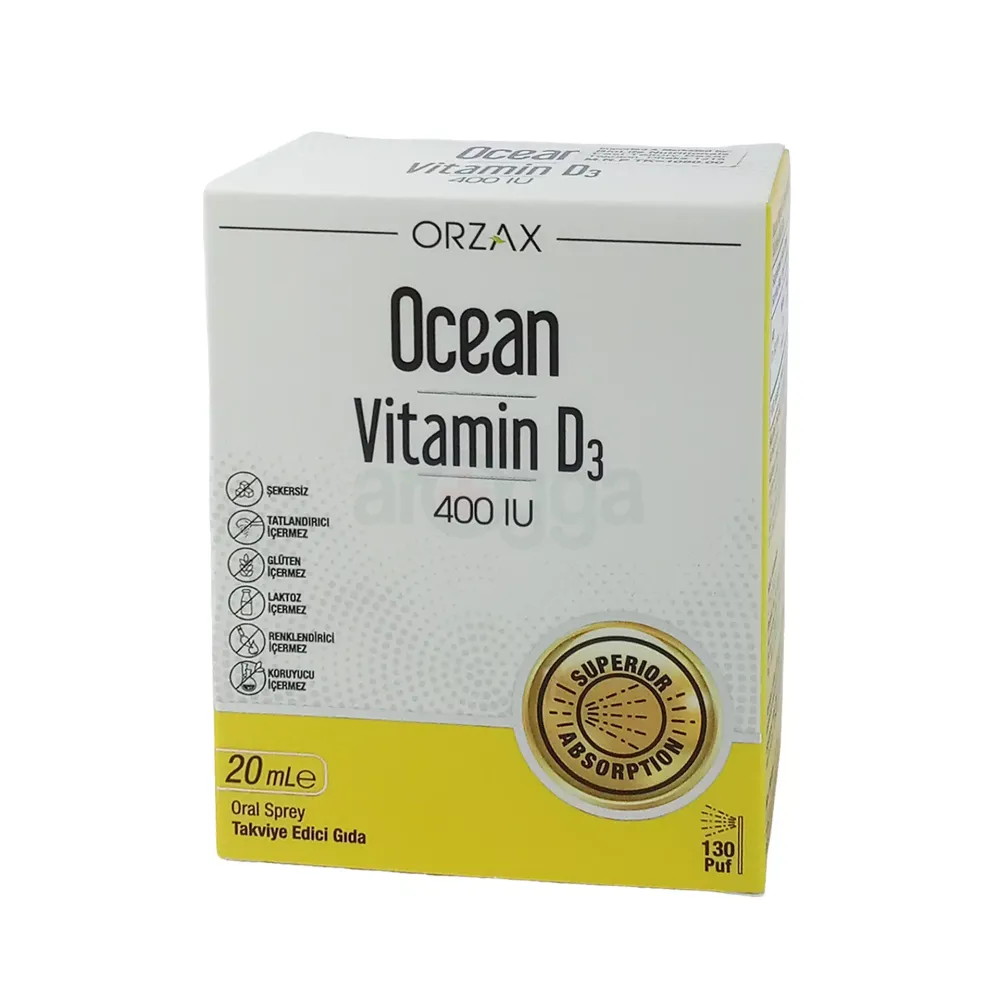 Ocean
Vitamin D3
400 IU
ORZAX
Ocean
Vitamin D3
400 IU
ŞEKERSİZ
TATLANDIRICI
İÇERMEZ
GLÜTEN
İÇERMEZ
LAKTOZ
İÇERMEZ
RENKLENDİRİCİ
İÇERMEZ
KORUYUCU
İÇERMEZ
SUPERIOR
ABSORPTION
20 mL℮
Oral Sprey
Takviye Edici Gıda
130
Puf